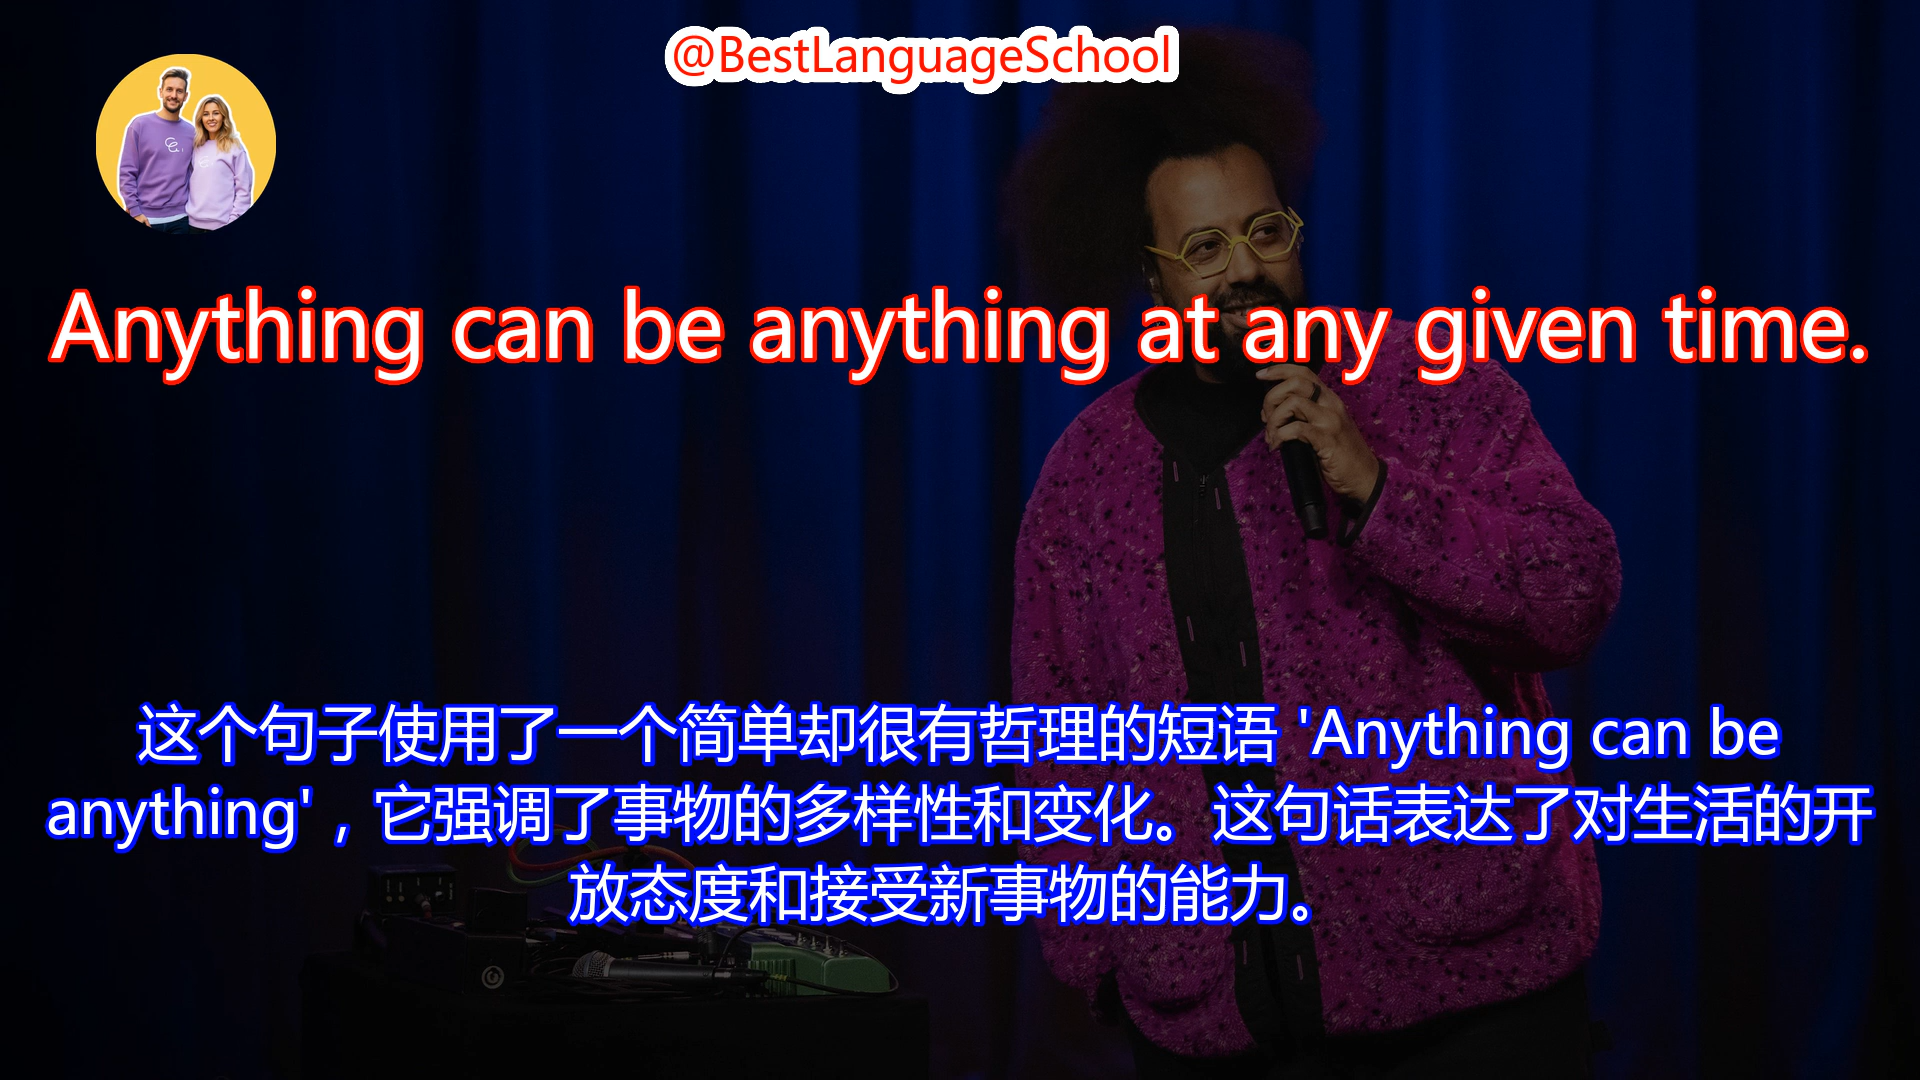 @BestLanguageSchool
Anything can be anything at any given time.
这个句子使用了一个简单却很有哲理的短语 'Anything can be
anything'，它强调了事物的多样性和变化。这句话表达了对生活的开
放态度和接受新事物的能力。